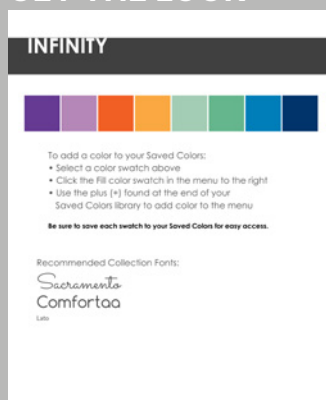 INFINITY
To add a color to your Saved Colors:
• Select a color swatch above
• Click the Fill color swatch in the menu to the right
• Use the plus (+) found at the end of your
Saved Colors library to add color to the menu
Be sure to save each swatch to your Saved Colors for easy access.
Recommended Collection Fonts:
Sacramento
Comfortaa
Lato